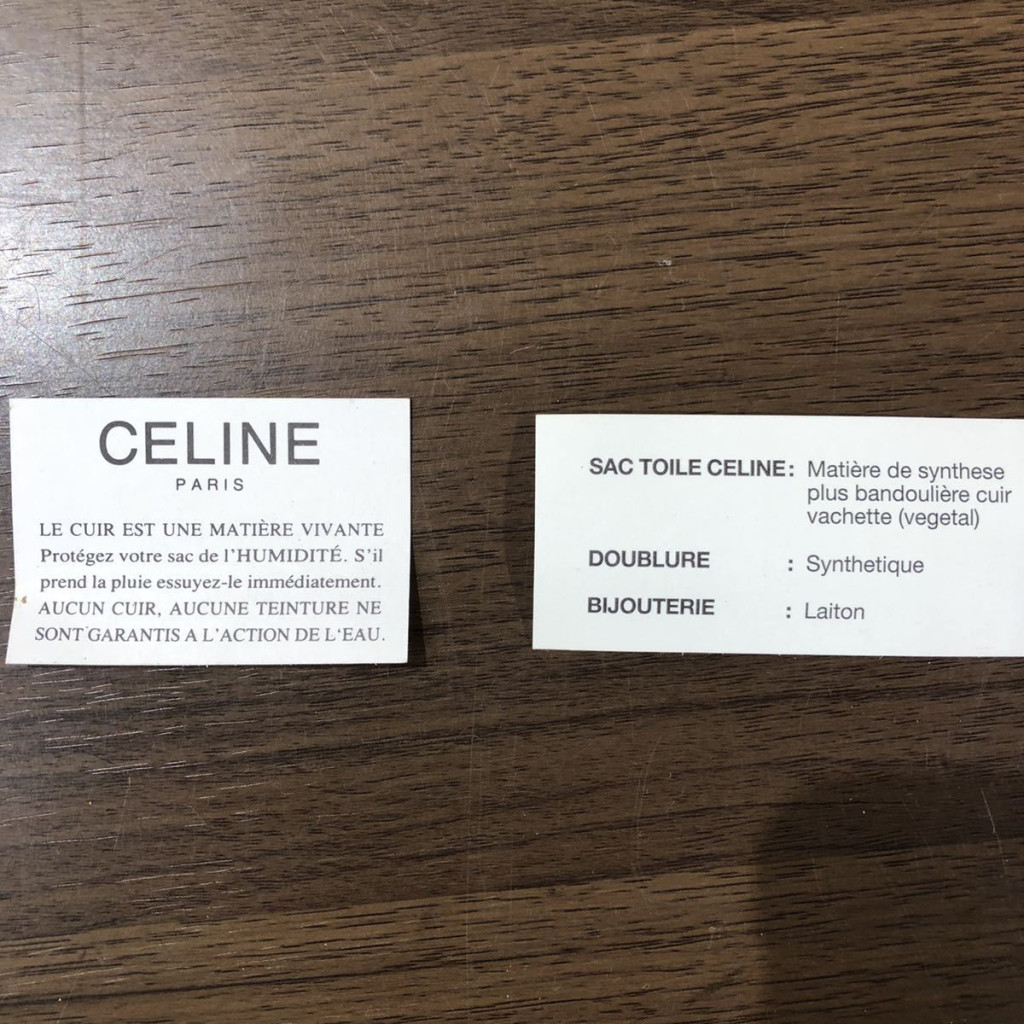 CELINE
PARIS
LE CUIR EST UNE MATIÈRE VIVANTE
Protégez votre sac de l'HUMIDITÉ. S'il
prend la pluie essuyez-le immédiatement.
AUCUN CUIR, AUCUNE TEINTURE NE
SONT GARANTIS A L'ACTION DE L'EAU.
SAC TOILE CELINE: Matière de synthese
plus bandoulière cuir
vachette (vegetal)
DOUBLURE : Synthetique
BIJOUTERIE : Laiton